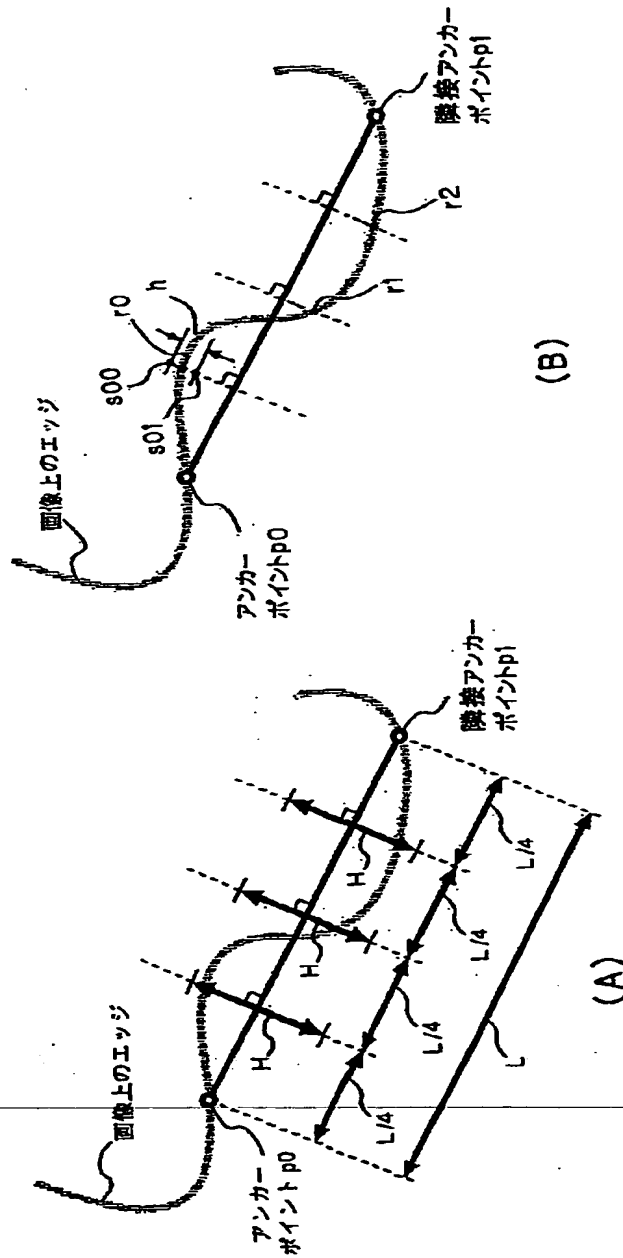 画像上のエッジ
アンカー
ポイントp0
H
H
H
隣接アンカー
ポイントp1
L/4
L/4
L/4
L/4
L
(A)
画像上のエッジ
s00
r0
h
s01
アンカー
ポイントp0
r1
r2
隣接アンカー
ポイントp1
(B)